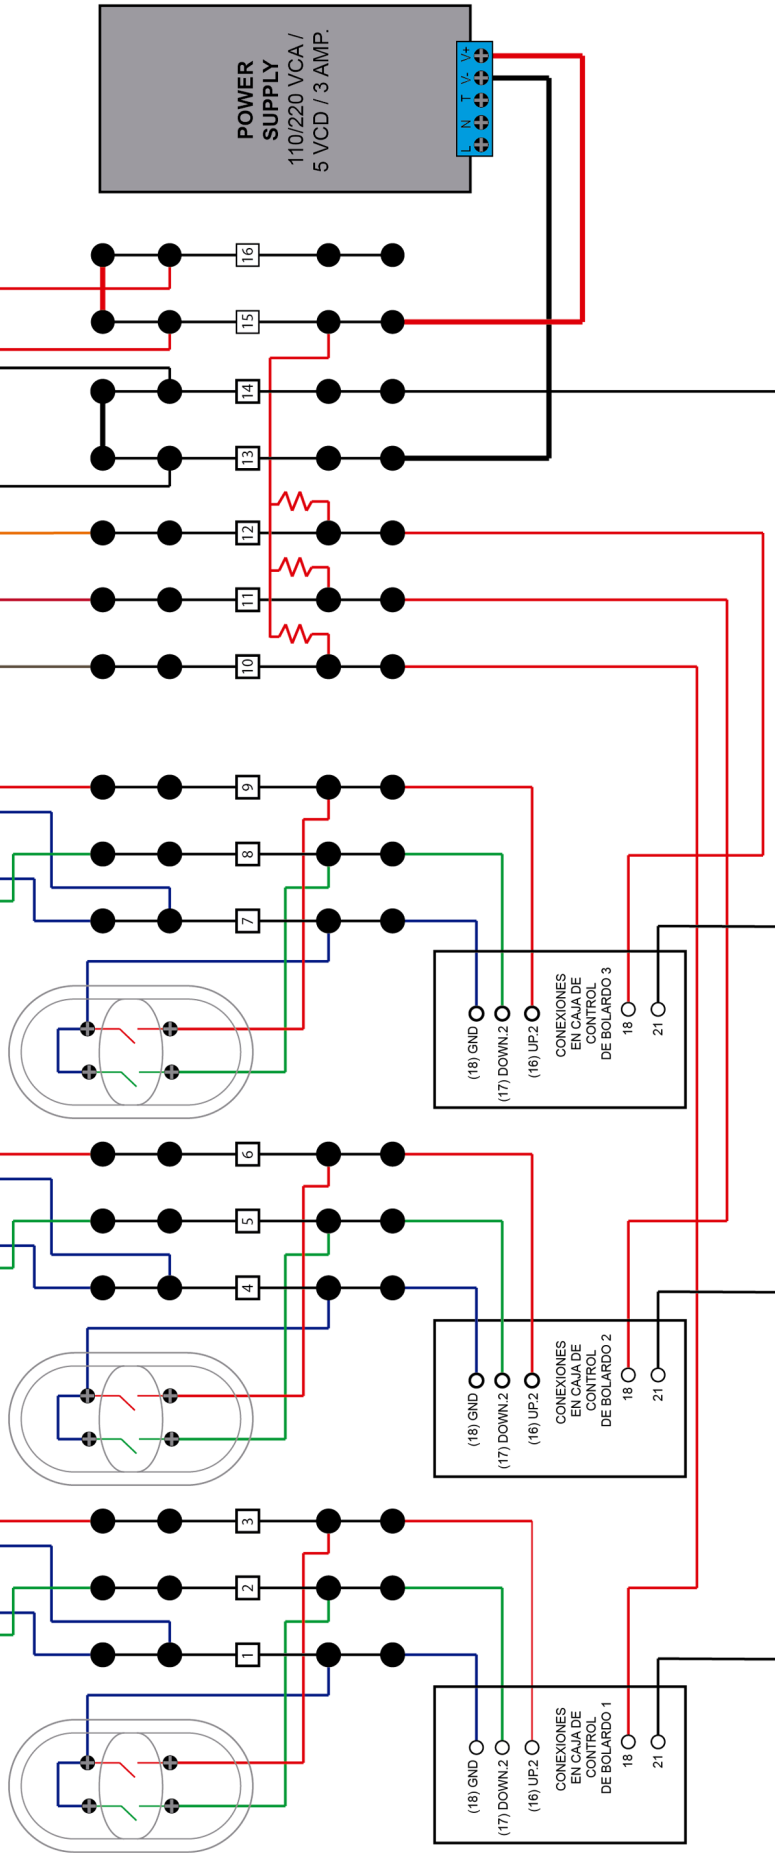 POWER
SUPPLY
110/220 VCA /
5 VCD / 3 AMP.
L N T V- V+
16
15
14
13
12
11
10
9
8
7
(18) GND
(17) DOWN.2
(16) UP.2
CONEXIONES
EN CAJA DE
CONTROL
DE BOLARDO 3
18
21
6
5
4
(18) GND
(17) DOWN.2
(16) UP.2
CONEXIONES
EN CAJA DE
CONTROL
DE BOLARDO 2
18
21
3
2
1
(18) GND
(17) DOWN.2
(16) UP.2
CONEXIONES
EN CAJA DE
CONTROL
DE BOLARDO 1
18
21